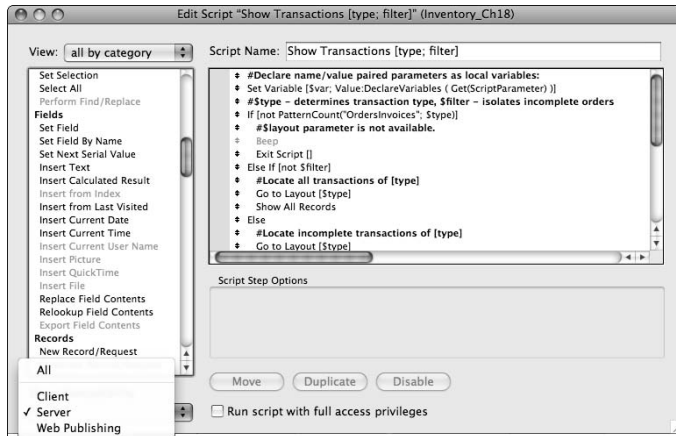 Edit Script "Show Transactions [type; filter]" (Inventory_Ch18)
View: all by category
Script Name: Show Transactions [type; filter]
Set Selection
Select All
Perform Find/Replace
Fields
Set Field
Set Field By Name
Set Next Serial Value
Insert Text
Insert Calculated Result
Insert from Index
Insert from Last Visited
Insert Current Date
Insert Current Time
Insert Current User Name
Insert Picture
Insert QuickTime
Insert File
Replace Field Contents
Relookup Field Contents
Export Field Contents
Records
New Record/Request
All
Client
✓ Server
Web Publishing
#Declare name/value paired parameters as local variables:
Set Variable [$var; Value:DeclareVariables ( Get(ScriptParameter) )]
#$type - determines transaction type, $filter - isolates incomplete orders
If [not PatternCount("OrdersInvoices"; $type)]
#$layout parameter is not available.
Beep
Exit Script []
Else If [not $filter]
#Locate all transactions of [type]
Go to Layout [$type]
Show All Records
Else
#Locate incomplete transactions of [type]
Go to Layout [$type]
Script Step Options
Move
Duplicate
Disable
Run script with full access privileges